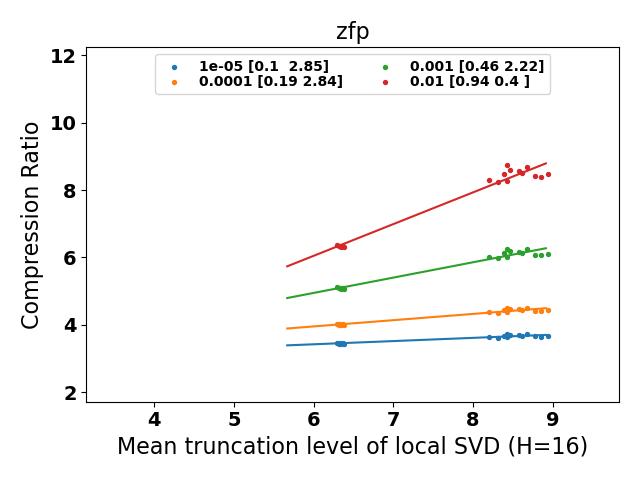 zfp
12
10
8
6
4
2
Compression Ratio
1e-05 [0.1  2.85]
0.0001 [0.19 2.84]
0.001 [0.46 2.22]
0.01 [0.94 0.4 ]
4 5 6 7 8 9
Mean truncation level of local SVD (H=16)